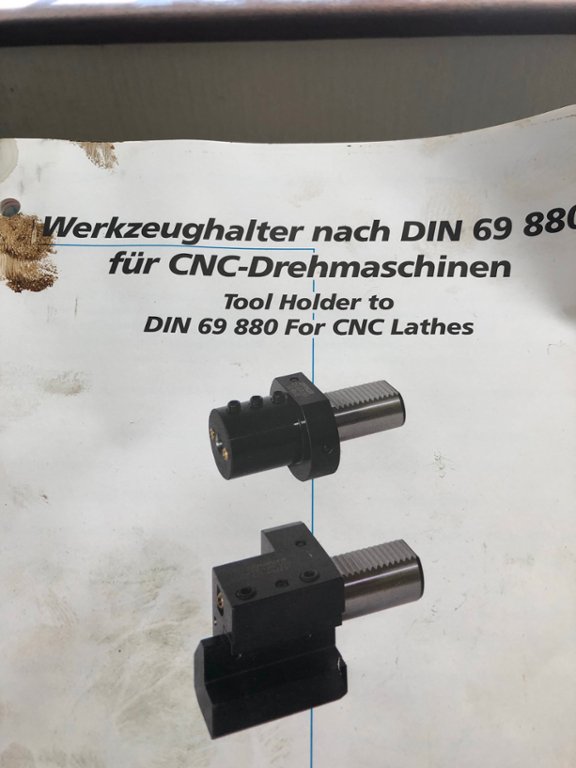 Werkzeughalter nach DIN 69 880
für CNC-Drehmaschinen
Tool Holder to
DIN 69 880 For CNC Lathes